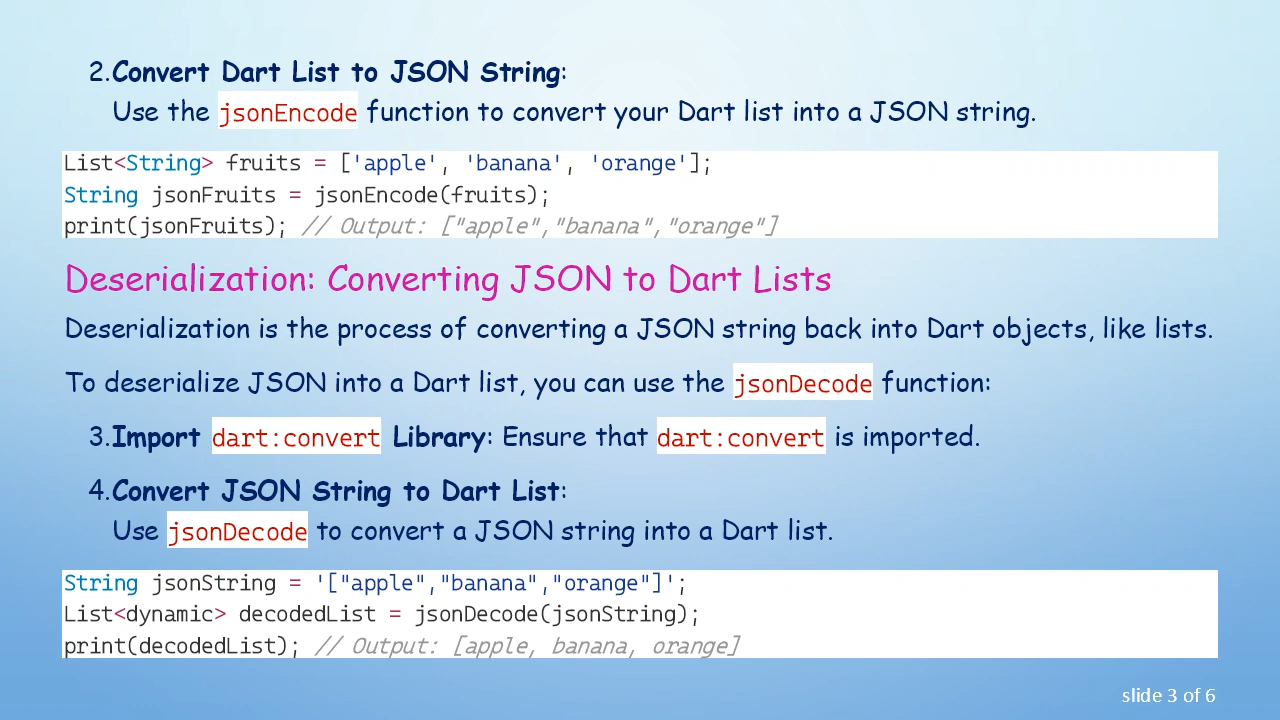 2.Convert Dart List to JSON String:
Use the jsonEncode function to convert your Dart list into a JSON string.
List<String> fruits = ['apple', 'banana', 'orange'];
String jsonFruits = jsonEncode(fruits);
print(jsonFruits); // Output: ["apple","banana","orange"]
Deserialization: Converting JSON to Dart Lists
Deserialization is the process of converting a JSON string back into Dart objects, like lists.
To deserialize JSON into a Dart list, you can use the jsonDecode function:
3.Import dart:convert Library: Ensure that dart:convert is imported.
4.Convert JSON String to Dart List:
Use jsonDecode to convert a JSON string into a Dart list.
String jsonString = '["apple","banana","orange"]';
List<dynamic> decodedList = jsonDecode(jsonString);
print(decodedList); // Output: [apple, banana, orange]
slide 3 of 6